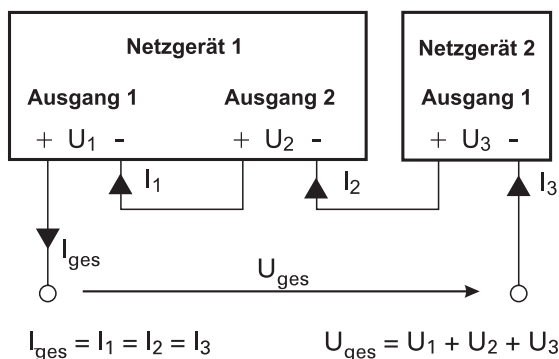 Netzgerät 1 Netzgerät 2
Ausgang 1 Ausgang 2 Ausgang 1
+ U1 - + U2 - + U3 -
I1 I2 I3
Iges
Uges
Iges = I1 = I2 = I3 Uges = U1 + U2 + U3